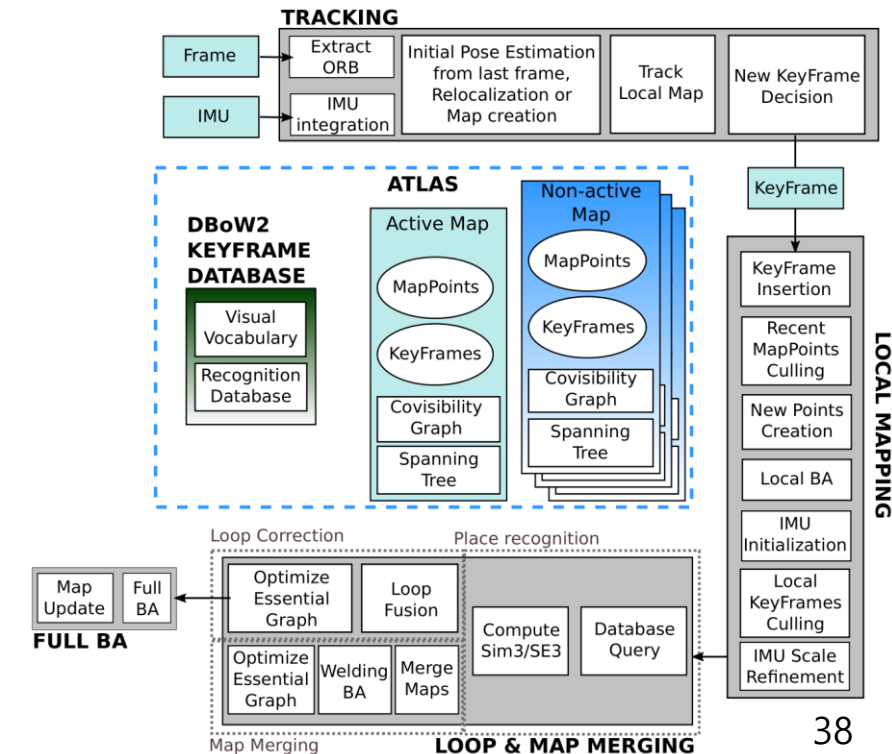 TRACKING
Frame
IMU
Extract
ORB
IMU
integration
Initial Pose Estimation
from last frame,
Relocalization or
Map creation
Track
Local Map
New KeyFrame
Decision
KeyFrame
ATLAS
DBoW2
KEYFRAME
DATABASE
Visual
Vocabulary
Recognition
Database
Active Map
MapPoints
KeyFrames
Covisibility
Graph
Spanning
Tree
Non-active
Map
MapPoints
KeyFrames
Covisibility
Graph
Spanning
Tree
LOCAL MAPPING
KeyFrame
Insertion
Recent
MapPoints
Culling
New Points
Creation
Local BA
IMU
Initialization
Local
KeyFrames
Culling
IMU Scale
Refinement
Loop Correction
Place recognition
Optimize
Essential
Graph
Loop
Fusion
Compute
Sim3/SE3
Database
Query
Optimize
Essential
Graph
Welding
BA
Merge
Maps
Map Merging
LOOP & MAP MERGING
Map
Update
Full
BA
FULL BA
38